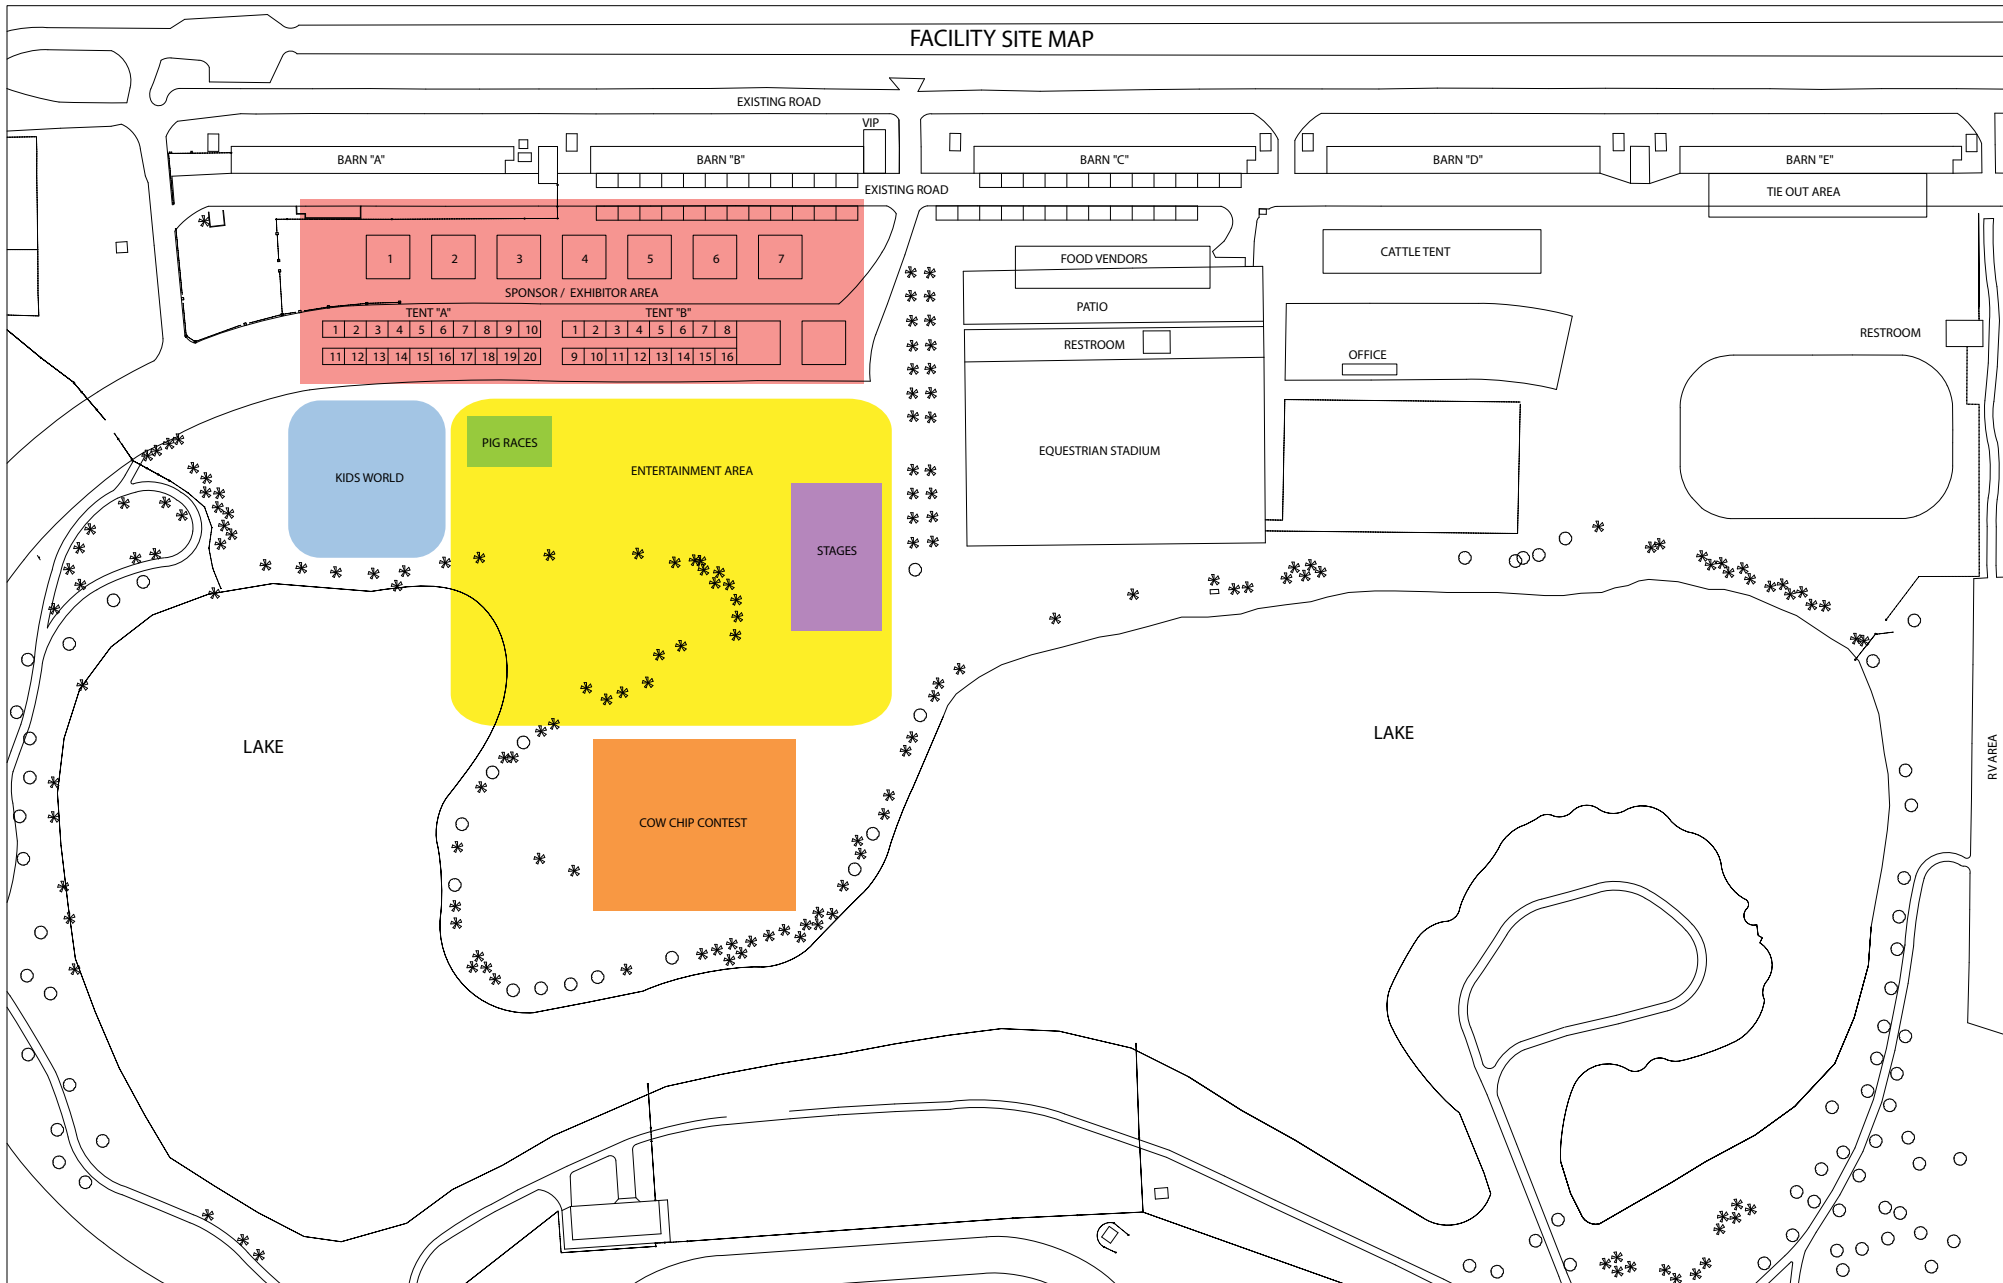 FACILITY SITE MAP
EXISTING ROAD
VIP
BARN "A"
BARN "B"
BARN "C"
BARN "D"
BARN "E"
EXISTING ROAD
TIE OUT AREA
1 2 3 4 5 6 7
FOOD VENDORS
CATTLE TENT
SPONSOR / EXHIBITOR AREA
PATIO
TENT "A"
TENT "B"
1 2 3 4 5 6 7 8 9 10
1 2 3 4 5 6 7 8
RESTROOM
RESTROOM
11 12 13 14 15 16 17 18 19 20
9 10 11 12 13 14 15 16
OFFICE
PIG RACES
EQUESTRIAN STADIUM
ENTERTAINMENT AREA
KIDS WORLD
STAGES
LAKE
LAKE
RV AREA
COW CHIP CONTEST